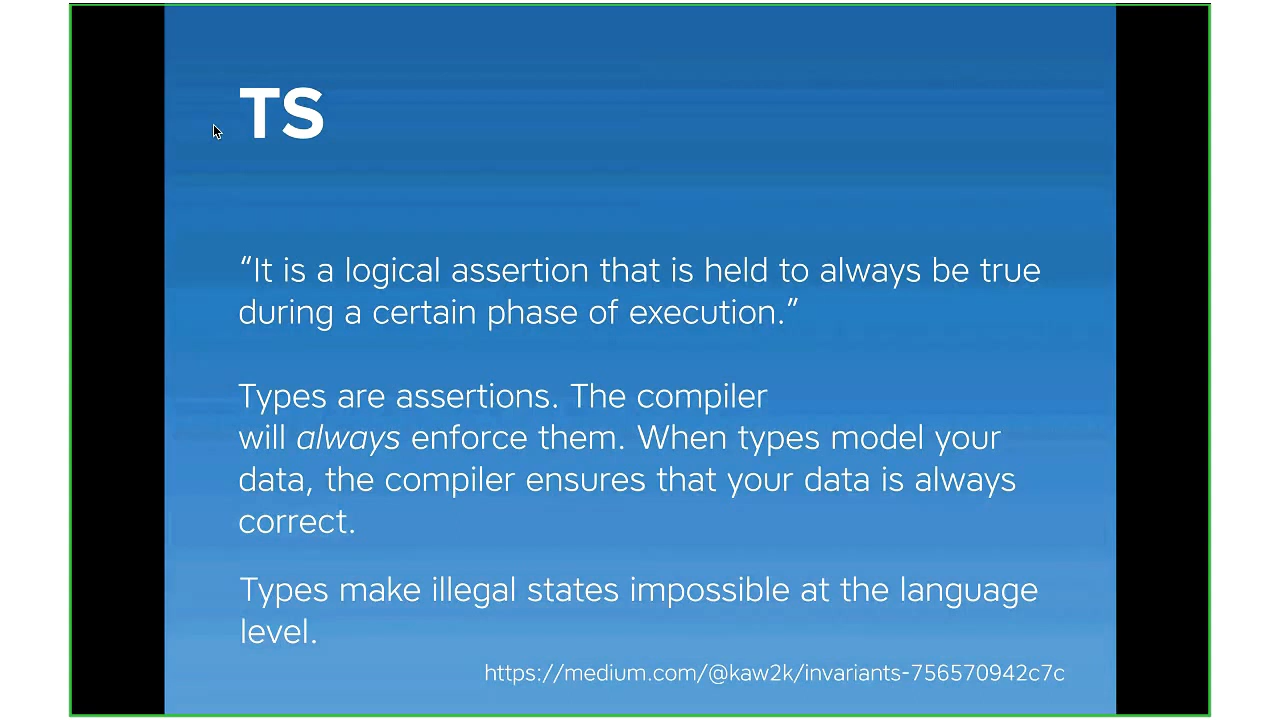 TS
“It is a logical assertion that is held to always be true
during a certain phase of execution.”
Types are assertions. The compiler
will always enforce them. When types model your
data, the compiler ensures that your data is always
correct.
Types make illegal states impossible at the language
level.
https://medium.com/@kaw2k/invariants-756570942c7c